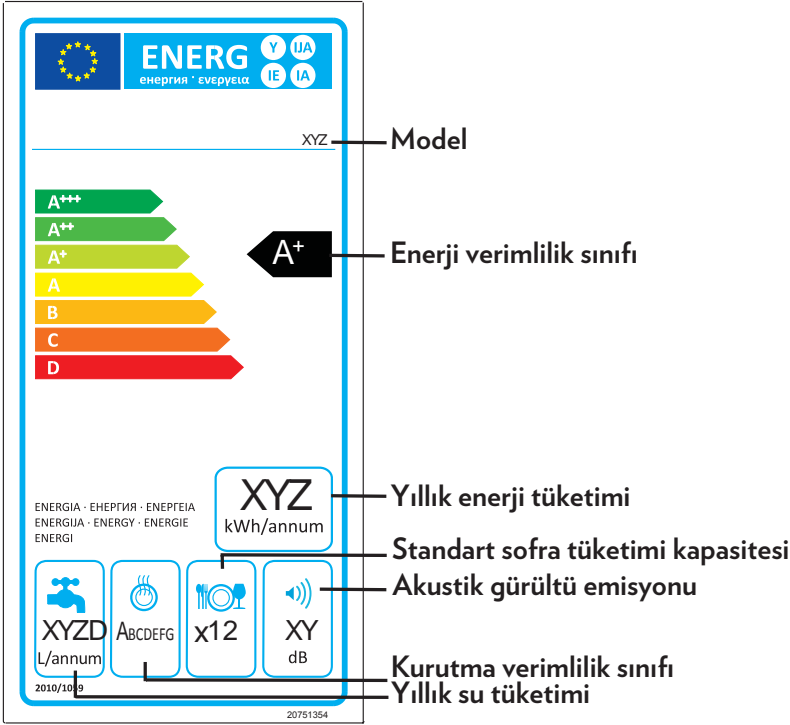 ENERG Y IJA
енергия · ενεργεια IE IA
XYZ Model
A+++
A++
A+
A
B
C
D
A+ Enerji verimlilik sınıfı
XYZ Yıllık enerji tüketimi
kWh/annum
ENERGIA · ЕНЕРГИЯ · ΕΝΕΡΓΕΙΑ
ENERGIJA · ENERGY · ENERGIE
ENERGI
Standart sofra tüketimi kapasitesi
Akustik gürültü emisyonu
XYZD ABCDEFG x12 XY
L/annum dB
Kurutma verimlilik sınıfı
2010/1059 Yıllık su tüketimi
20751354